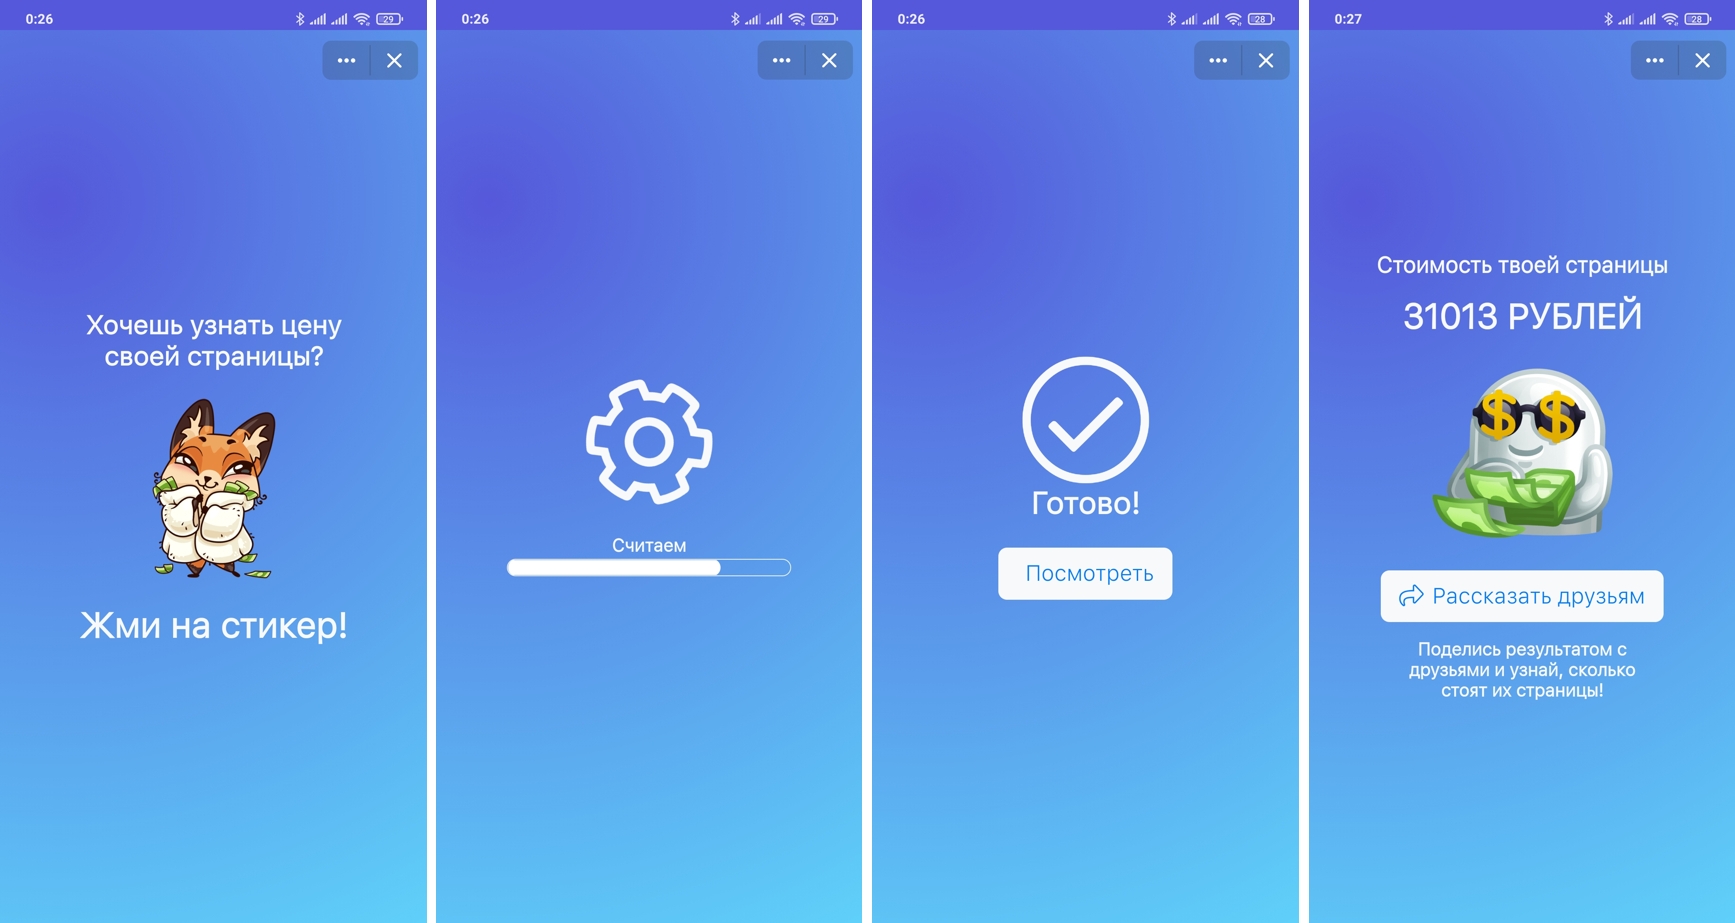 0:26
29
Хочешь узнать цену
своей страницы?
Жми на стикер!
0:26
29
Считаем
0:26
28
Готово!
Посмотреть
0:27
28
Стоимость твоей страницы
31013 РУБЛЕЙ
$ $
Рассказать друзьям
Поделись результатом с
друзьями и узнай, сколько
стоят их страницы!